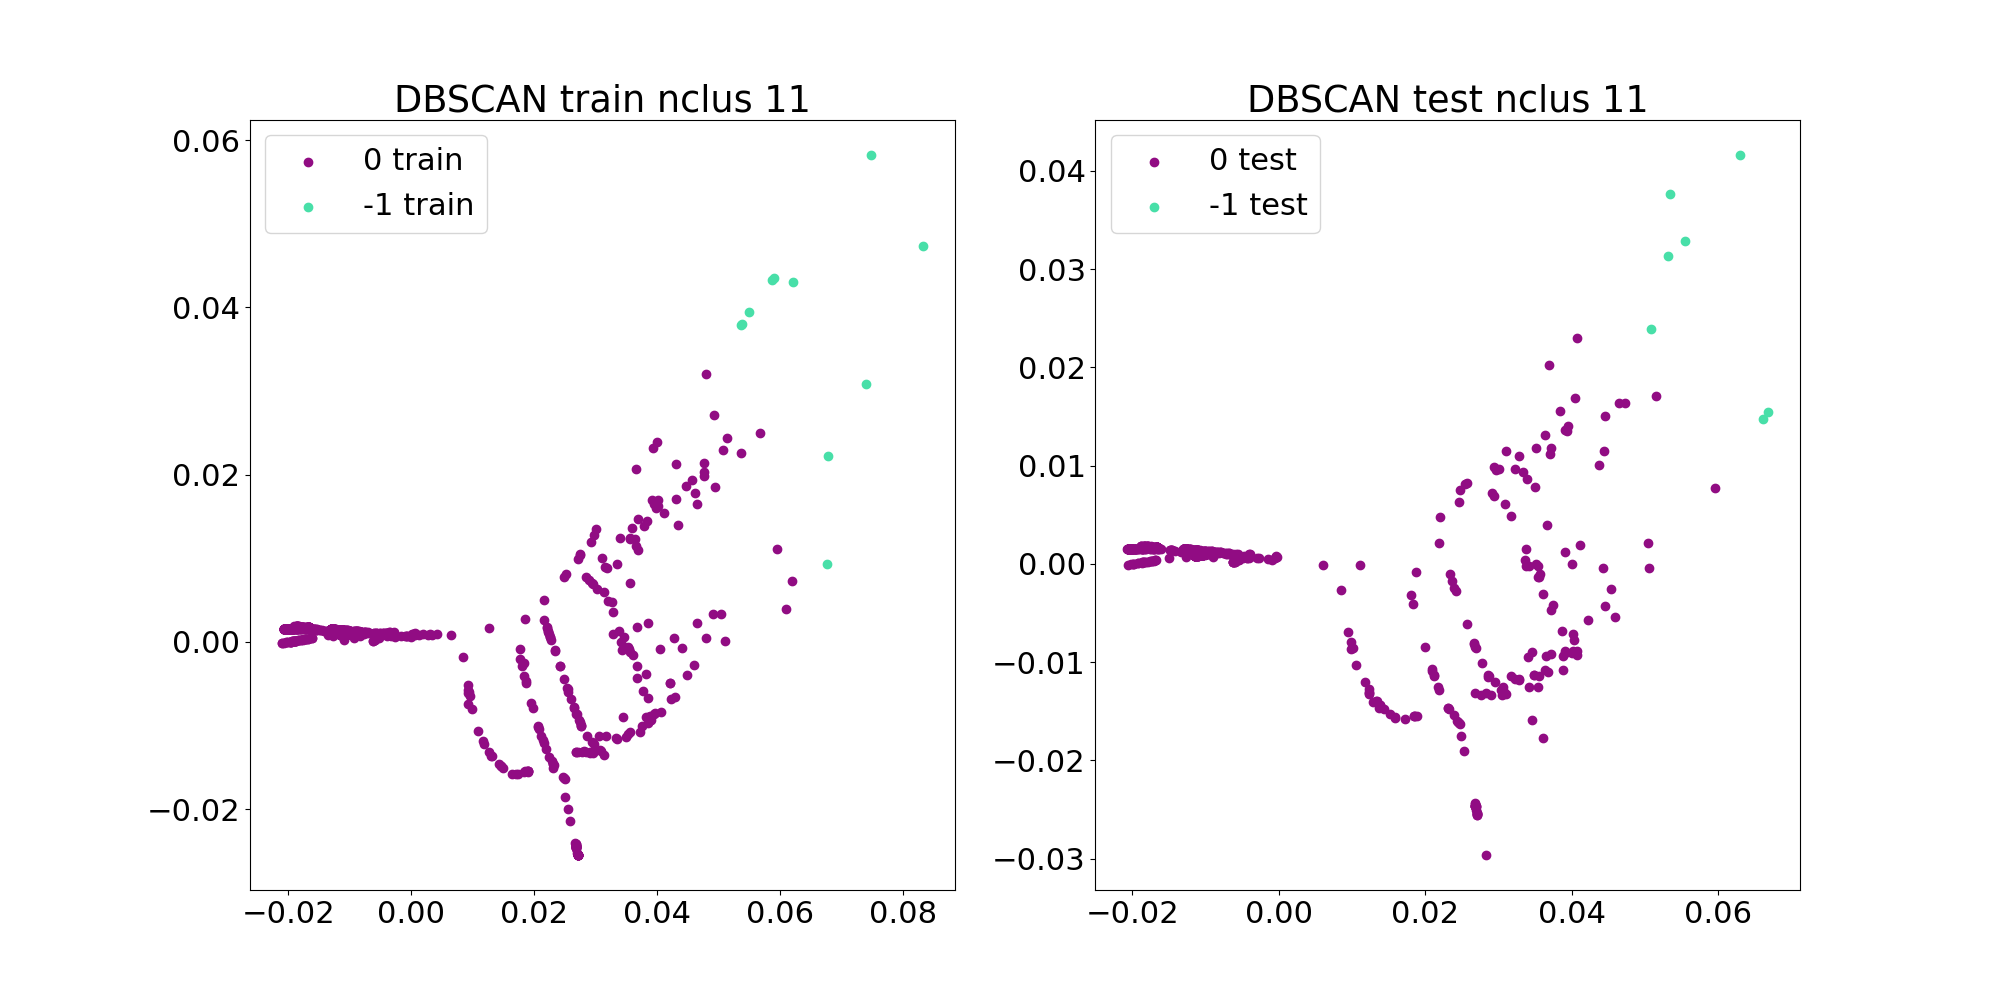 DBSCAN train nclus 11
0 train
-1 train
0.06
0.04
0.02
0.00
−0.02
−0.02 0.00 0.02 0.04 0.06 0.08
DBSCAN test nclus 11
0 test
-1 test
0.04
0.03
0.02
0.01
0.00
−0.01
−0.02
−0.03
−0.02 0.00 0.02 0.04 0.06